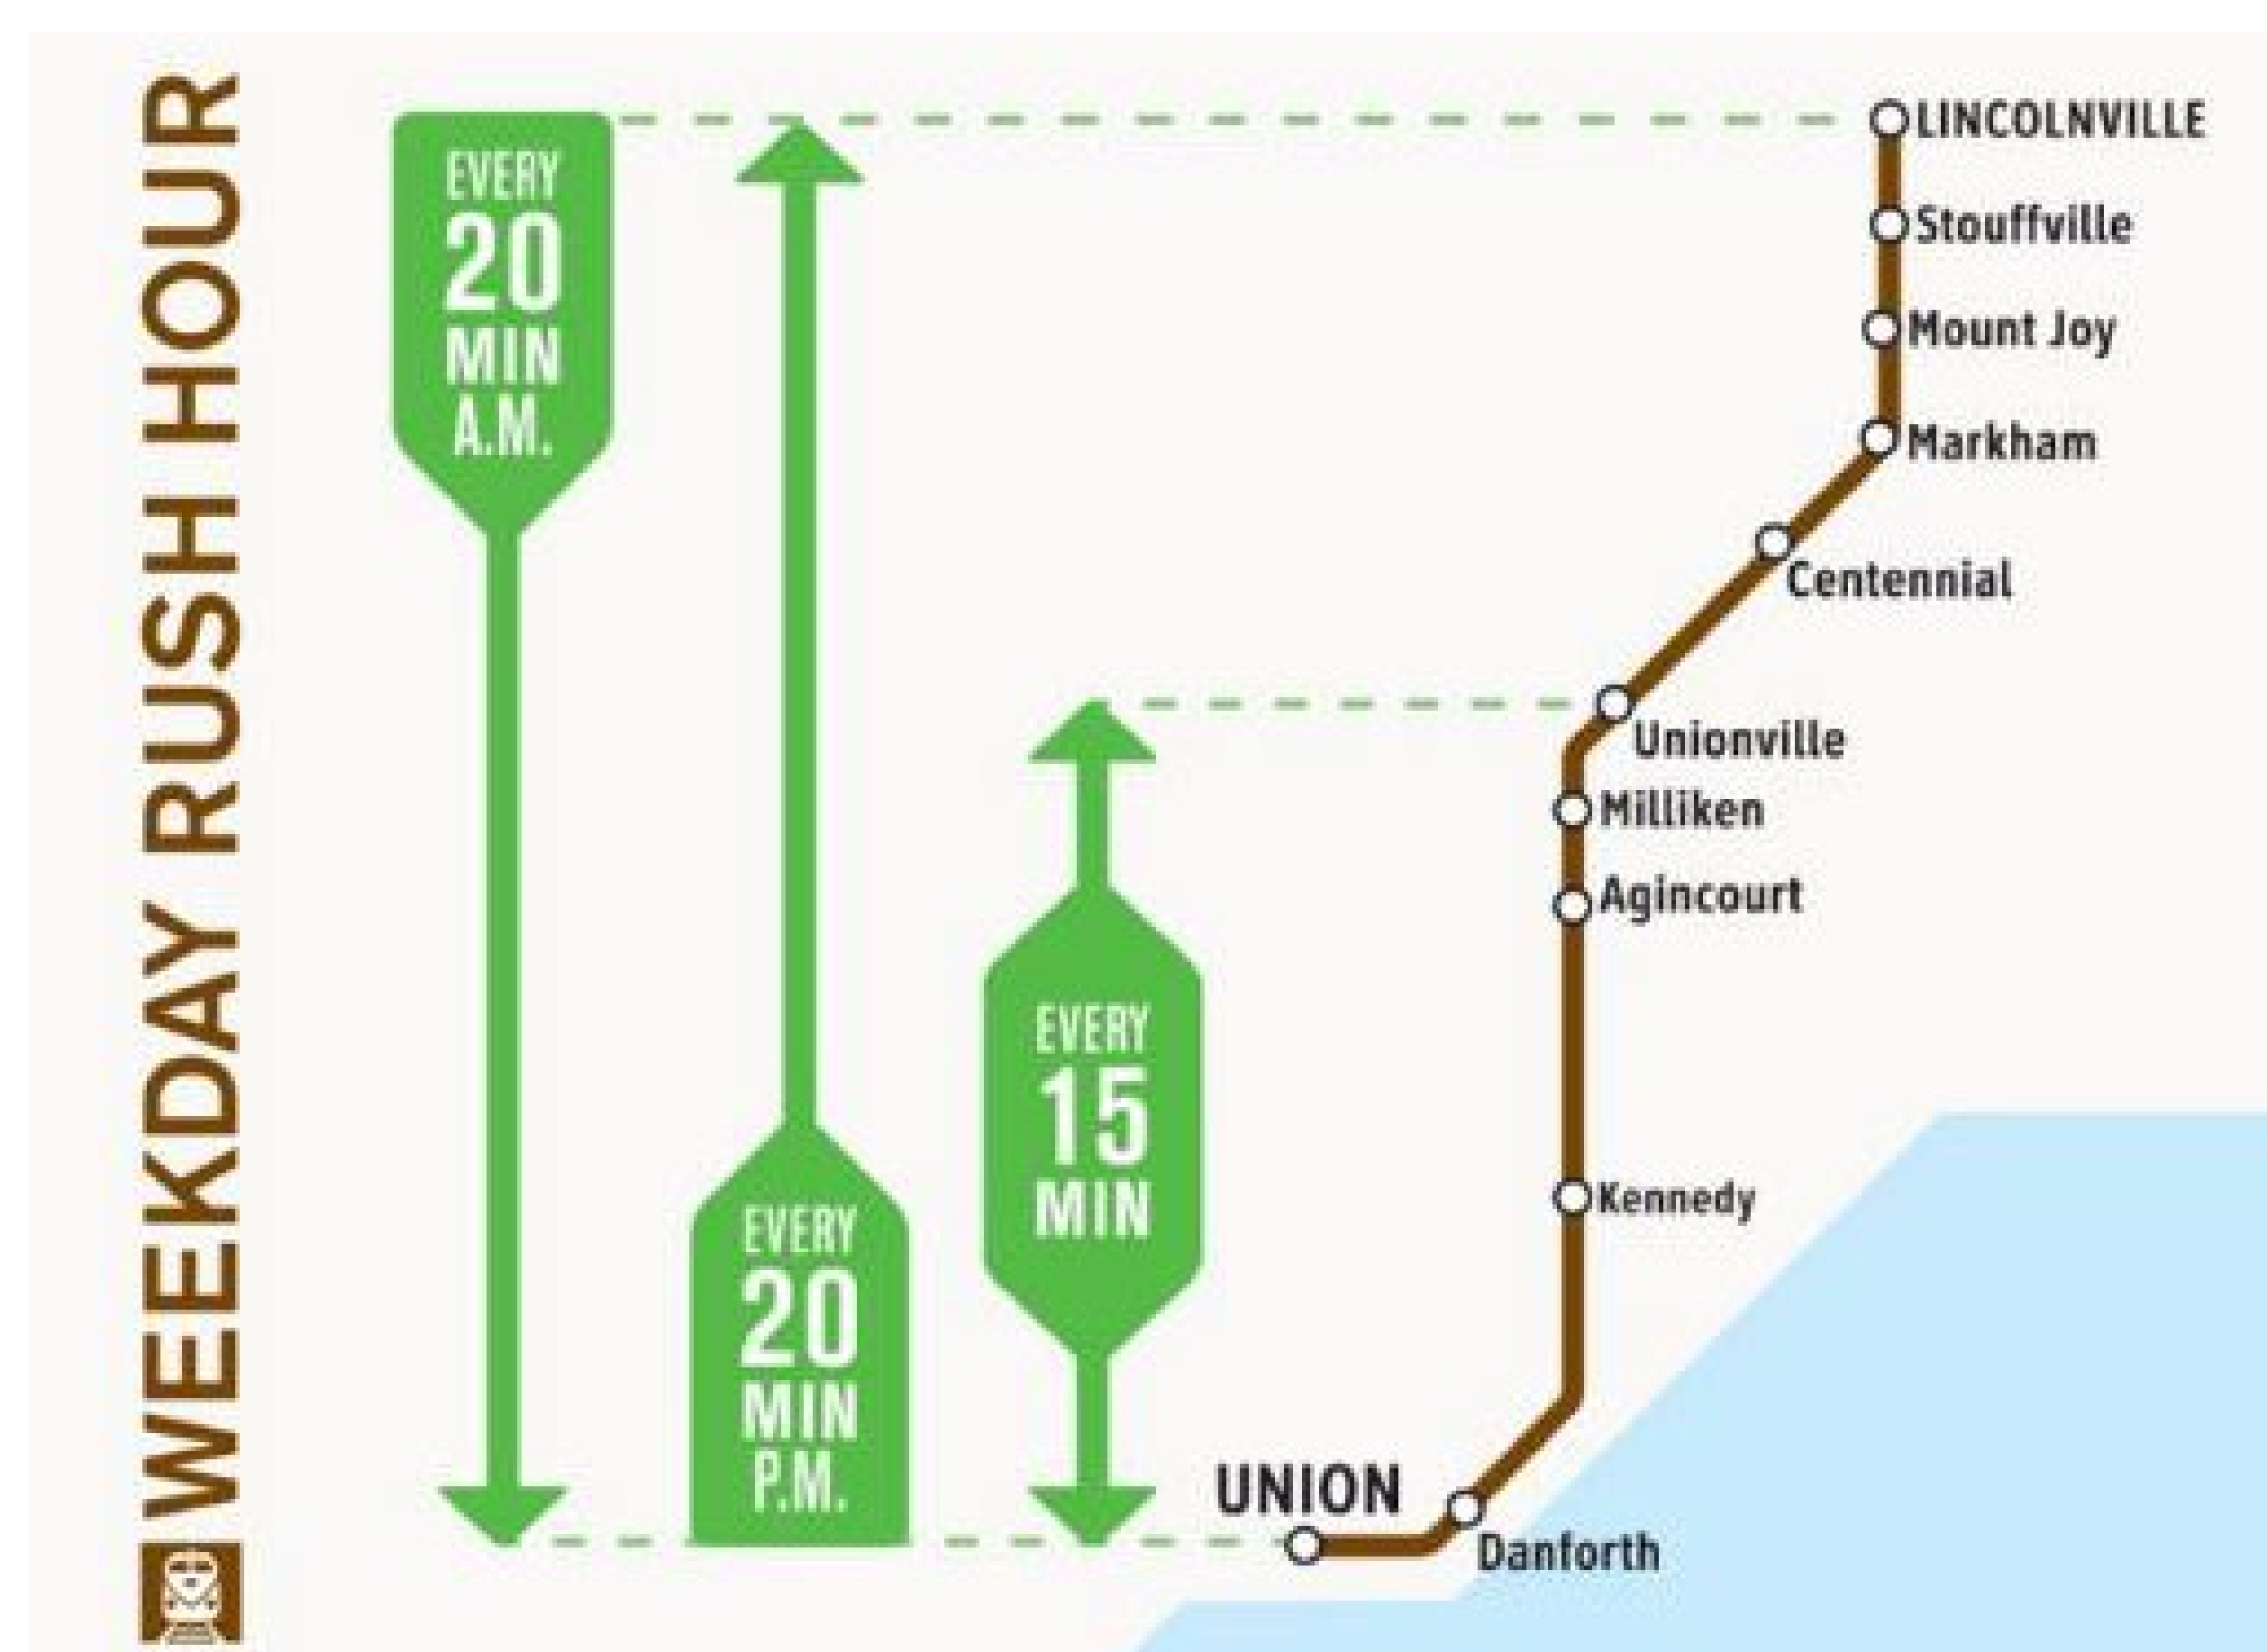 WEEKDAY RUSH HOUR
EVERY
20
MIN
A.M.
EVERY
20
MIN
P.M.
EVERY
15
MIN
LINCOLNVILLE
Stouffville
Mount Joy
Markham
Centennial
Unionville
Milliken
Agincourt
Kennedy
UNION
Danforth